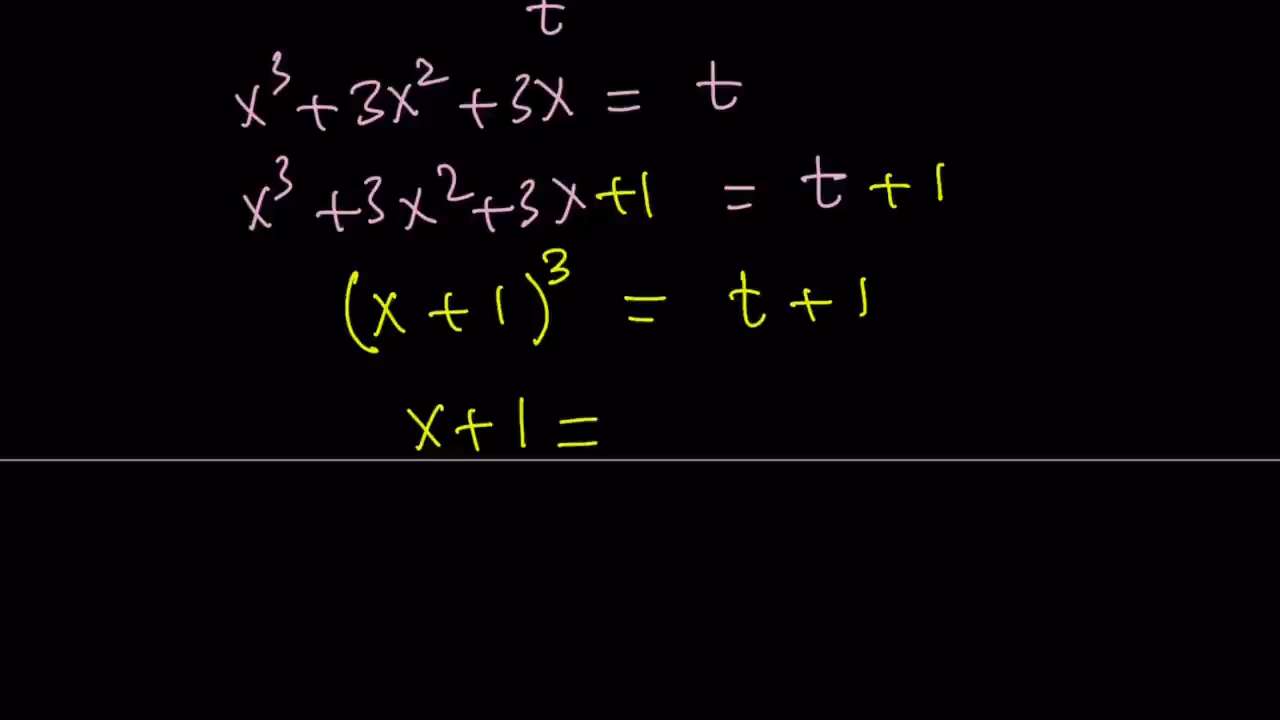 t
x³ + 3x² + 3x = t
x³ + 3x² + 3x + 1 = t + 1
(x + 1)³ = t + 1
x + 1 =